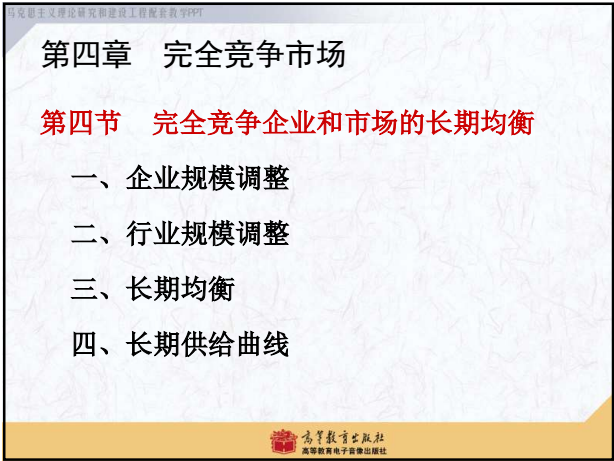 马克思主义理论研究和建设工程配套教学PPT
第四章 完全竞争市场
第四节 完全竞争企业和市场的长期均衡
一、企业规模调整
二、行业规模调整
三、长期均衡
四、长期供给曲线
高等教育出版社
高等教育电子音像出版社